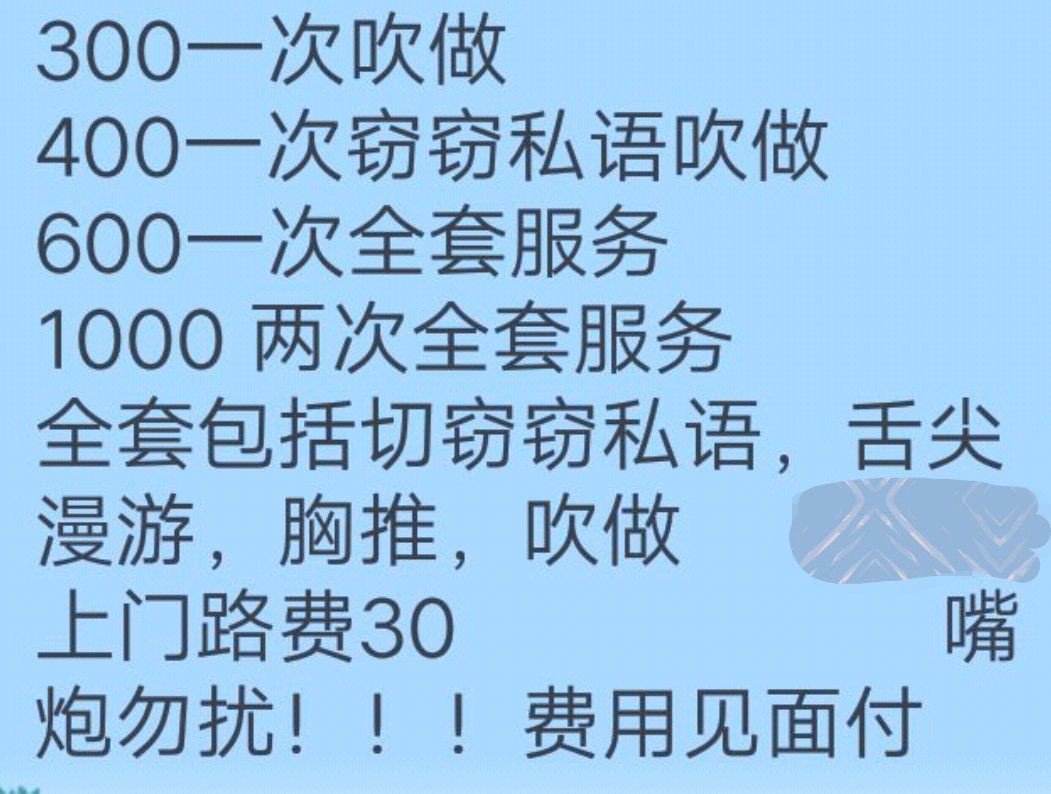 300一次吹做
400一次窃窃私语吹做
600一次全套服务
1000 两次全套服务
全套包括切窃窃私语，舌尖
漫游，胸推，吹做
上门路费30 嘴
炮勿扰！！！费用见面付